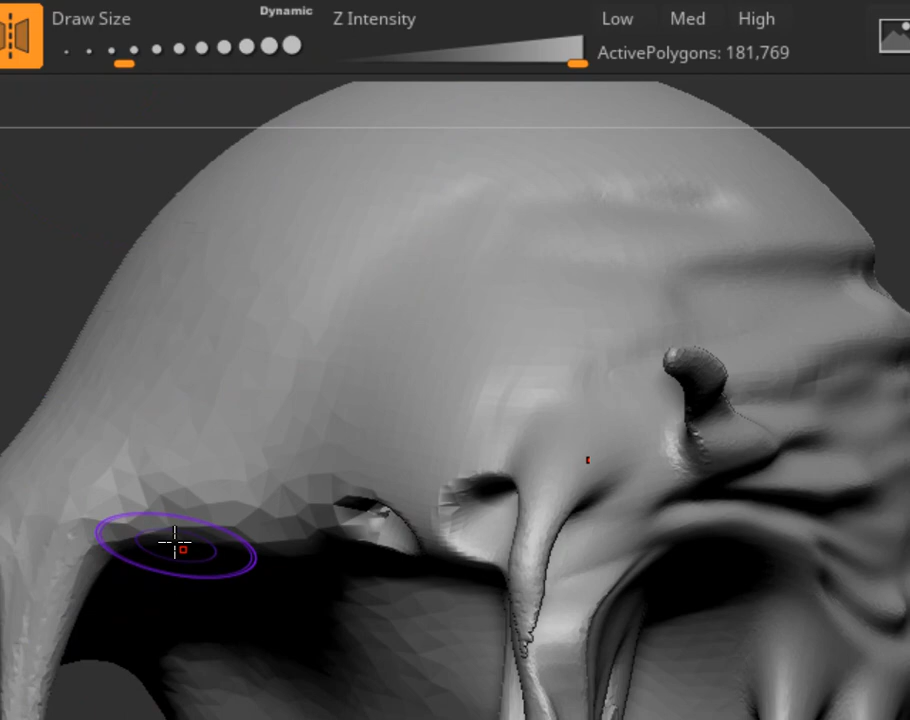 Dynamic
Draw Size
Z Intensity
Low Med High
ActivePolygons: 181,769